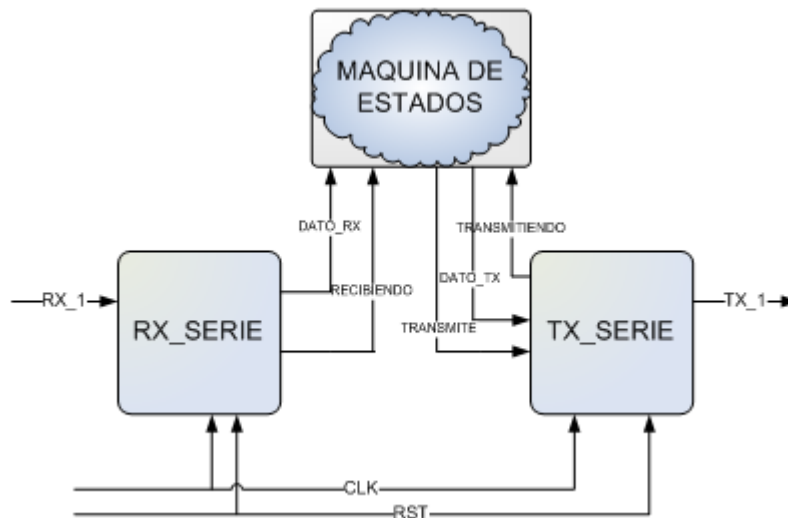 MAQUINA DE
ESTADOS
DATO_RX
TRANSMITIENDO
DATO_TX
RECIBIENDO
RX_1
RX_SERIE
TRANSMITE
TX_SERIE
TX_1
CLK
RST